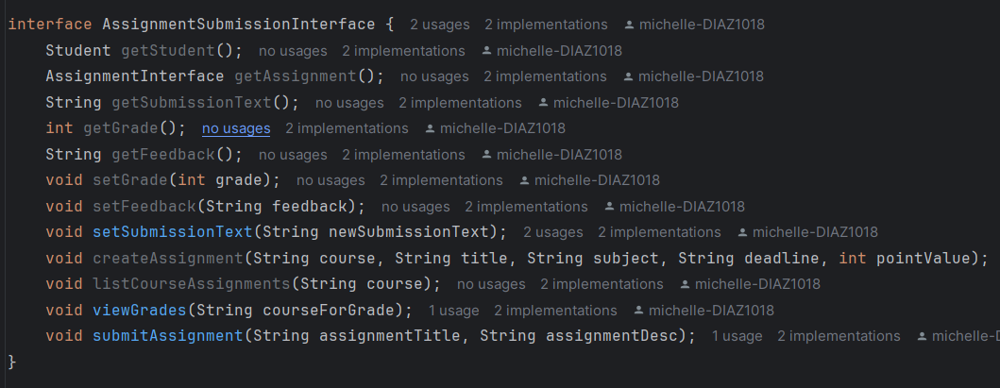 interface AssignmentSubmissionInterface { 2 usages 2 implementations michelle-DIAZ1018
Student getStudent(); no usages 2 implementations michelle-DIAZ1018
AssignmentInterface getAssignment(); no usages 2 implementations michelle-DIAZ1018
String getSubmissionText(); no usages 2 implementations michelle-DIAZ1018
int getGrade(); no usages 2 implementations michelle-DIAZ1018
String getFeedback(); no usages 2 implementations michelle-DIAZ1018
void setGrade(int grade); no usages 2 implementations michelle-DIAZ1018
void setFeedback(String feedback); no usages 2 implementations michelle-DIAZ1018
void setSubmissionText(String newSubmissionText); 2 usages 2 implementations michelle-DIAZ1018
void createAssignment(String course, String title, String subject, String deadline, int pointValue);
void listCourseAssignments(String course); no usages 2 implementations michelle-DIAZ1018
void viewGrades(String courseForGrade); 1 usage 2 implementations michelle-DIAZ1018
void submitAssignment(String assignmentTitle, String assignmentDesc); 1 usage 2 implementations michelle-D
}